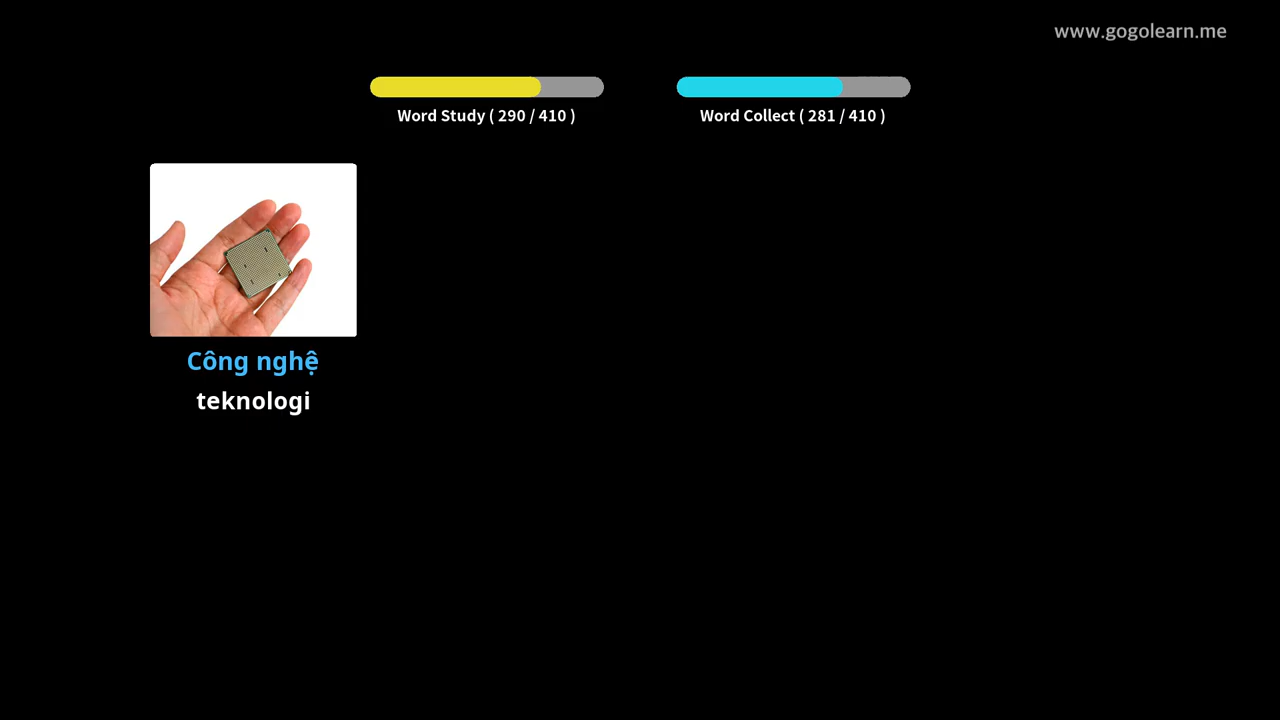 www.gogolearn.me
Word Study ( 290 / 410 )
Word Collect ( 281 / 410 )
Công nghệ
teknologi